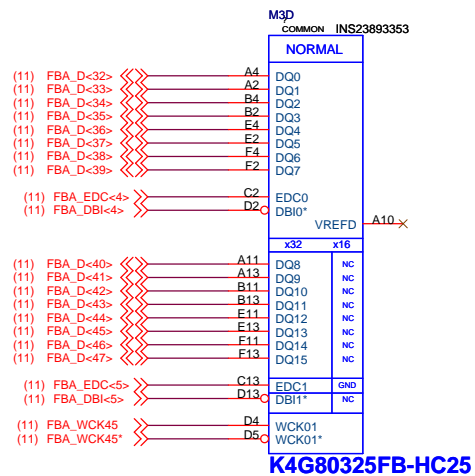 M3D
COMMON INS23893353
NORMAL
(11) FBA_D<32> A4 DQ0
(11) FBA_D<33> A2 DQ1
(11) FBA_D<34> B4 DQ2
(11) FBA_D<35> B2 DQ3
(11) FBA_D<36> E4 DQ4
(11) FBA_D<37> E2 DQ5
(11) FBA_D<38> F4 DQ6
(11) FBA_D<39> F2 DQ7
(11) FBA_EDC<4> C2 EDC0
(11) FBA_DBI<4> D2 DBI0*
VREFD A10
x32 x16
(11) FBA_D<40> A11 DQ8 NC
(11) FBA_D<41> A13 DQ9 NC
(11) FBA_D<42> B11 DQ10 NC
(11) FBA_D<43> B13 DQ11 NC
(11) FBA_D<44> E11 DQ12 NC
(11) FBA_D<45> E13 DQ13 NC
(11) FBA_D<46> F11 DQ14 NC
(11) FBA_D<47> F13 DQ15 NC
(11) FBA_EDC<5> C13 EDC1 GND
(11) FBA_DBI<5> D13 DBI1* NC
(11) FBA_WCK45 D4 WCK01
(11) FBA_WCK45* D5 WCK01*
K4G80325FB-HC25